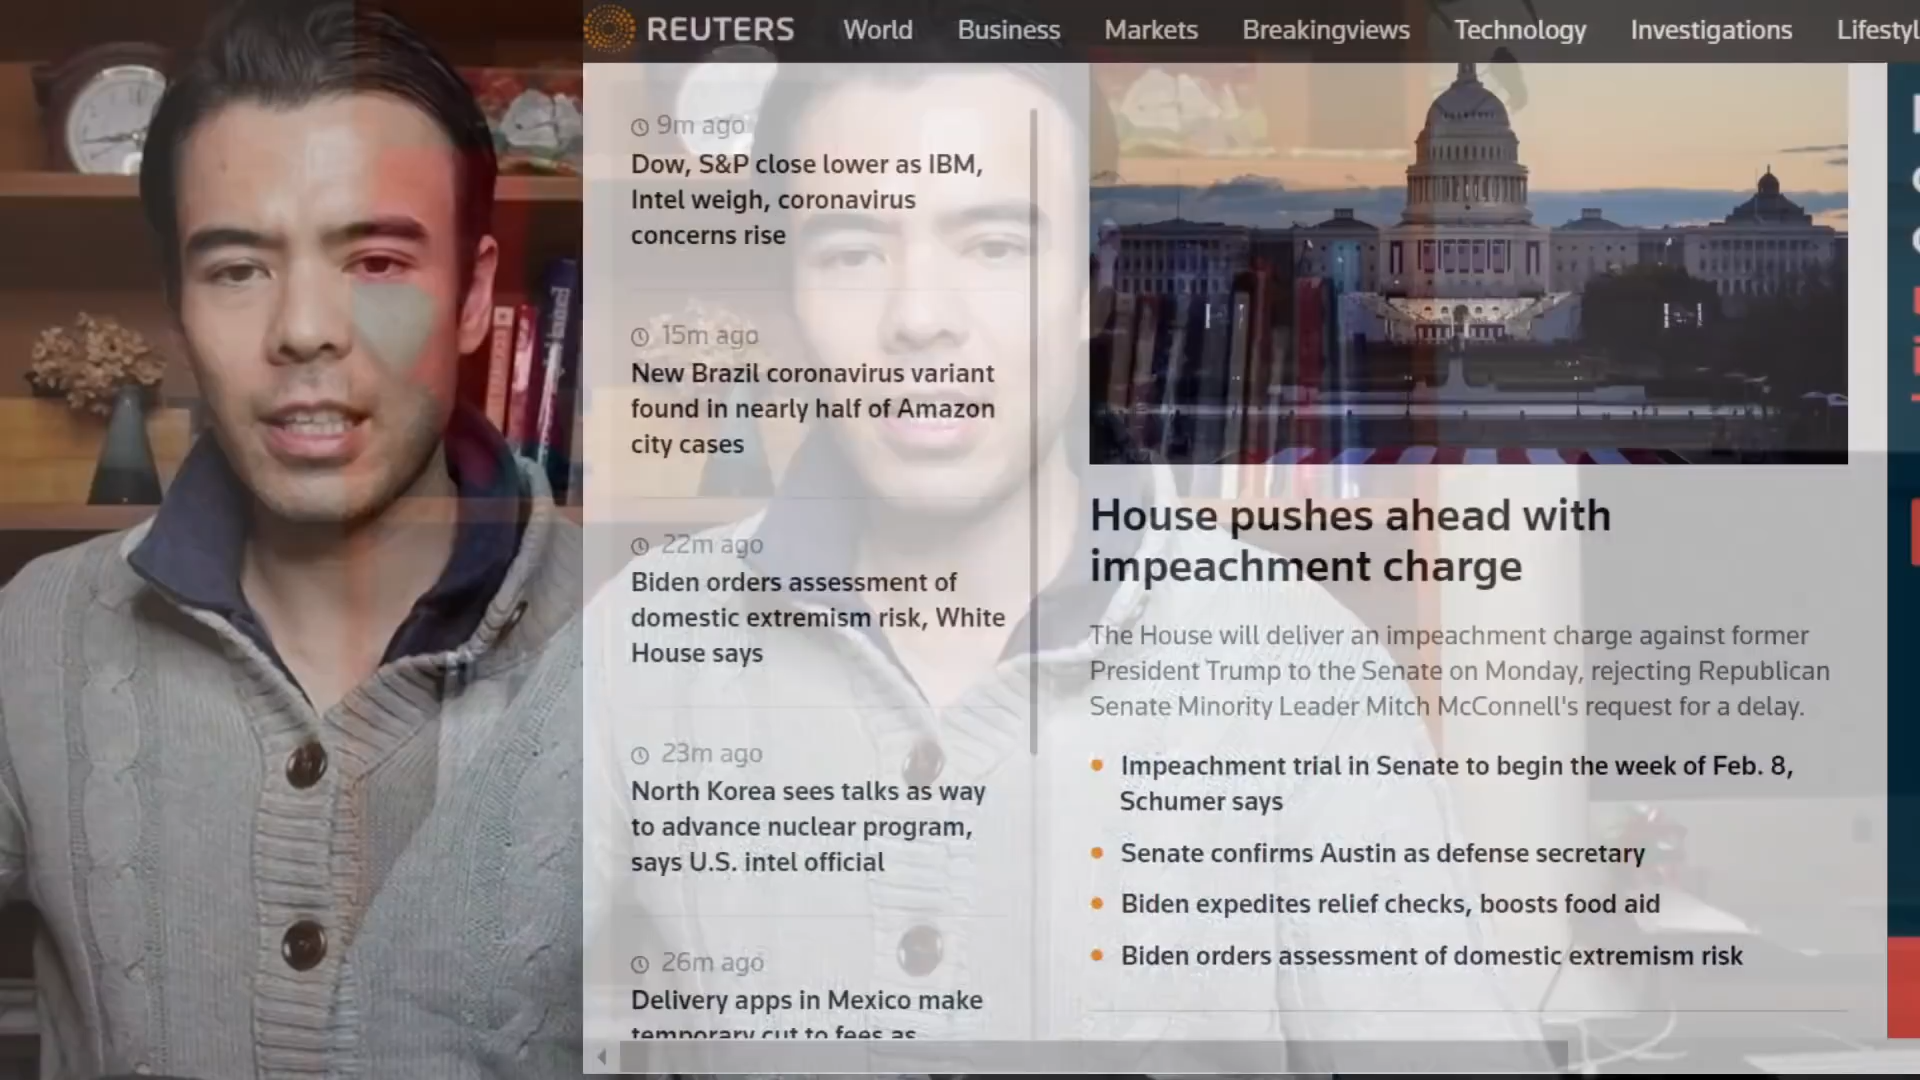 REUTERS World Business Markets Breakingviews Technology Investigations Lifestyl
9m ago
Dow, S&P close lower as IBM,
Intel weigh, coronavirus
concerns rise
15m ago
New Brazil coronavirus variant
found in nearly half of Amazon
city cases
22m ago
Biden orders assessment of
domestic extremism risk, White
House says
23m ago
North Korea sees talks as way
to advance nuclear program,
says U.S. intel official
26m ago
Delivery apps in Mexico make
temporary cut to fees as
House pushes ahead with
impeachment charge
The House will deliver an impeachment charge against former
President Trump to the Senate on Monday, rejecting Republican
Senate Minority Leader Mitch McConnell's request for a delay.
Impeachment trial in Senate to begin the week of Feb. 8,
Schumer says
Senate confirms Austin as defense secretary
Biden expedites relief checks, boosts food aid
Biden orders assessment of domestic extremism risk